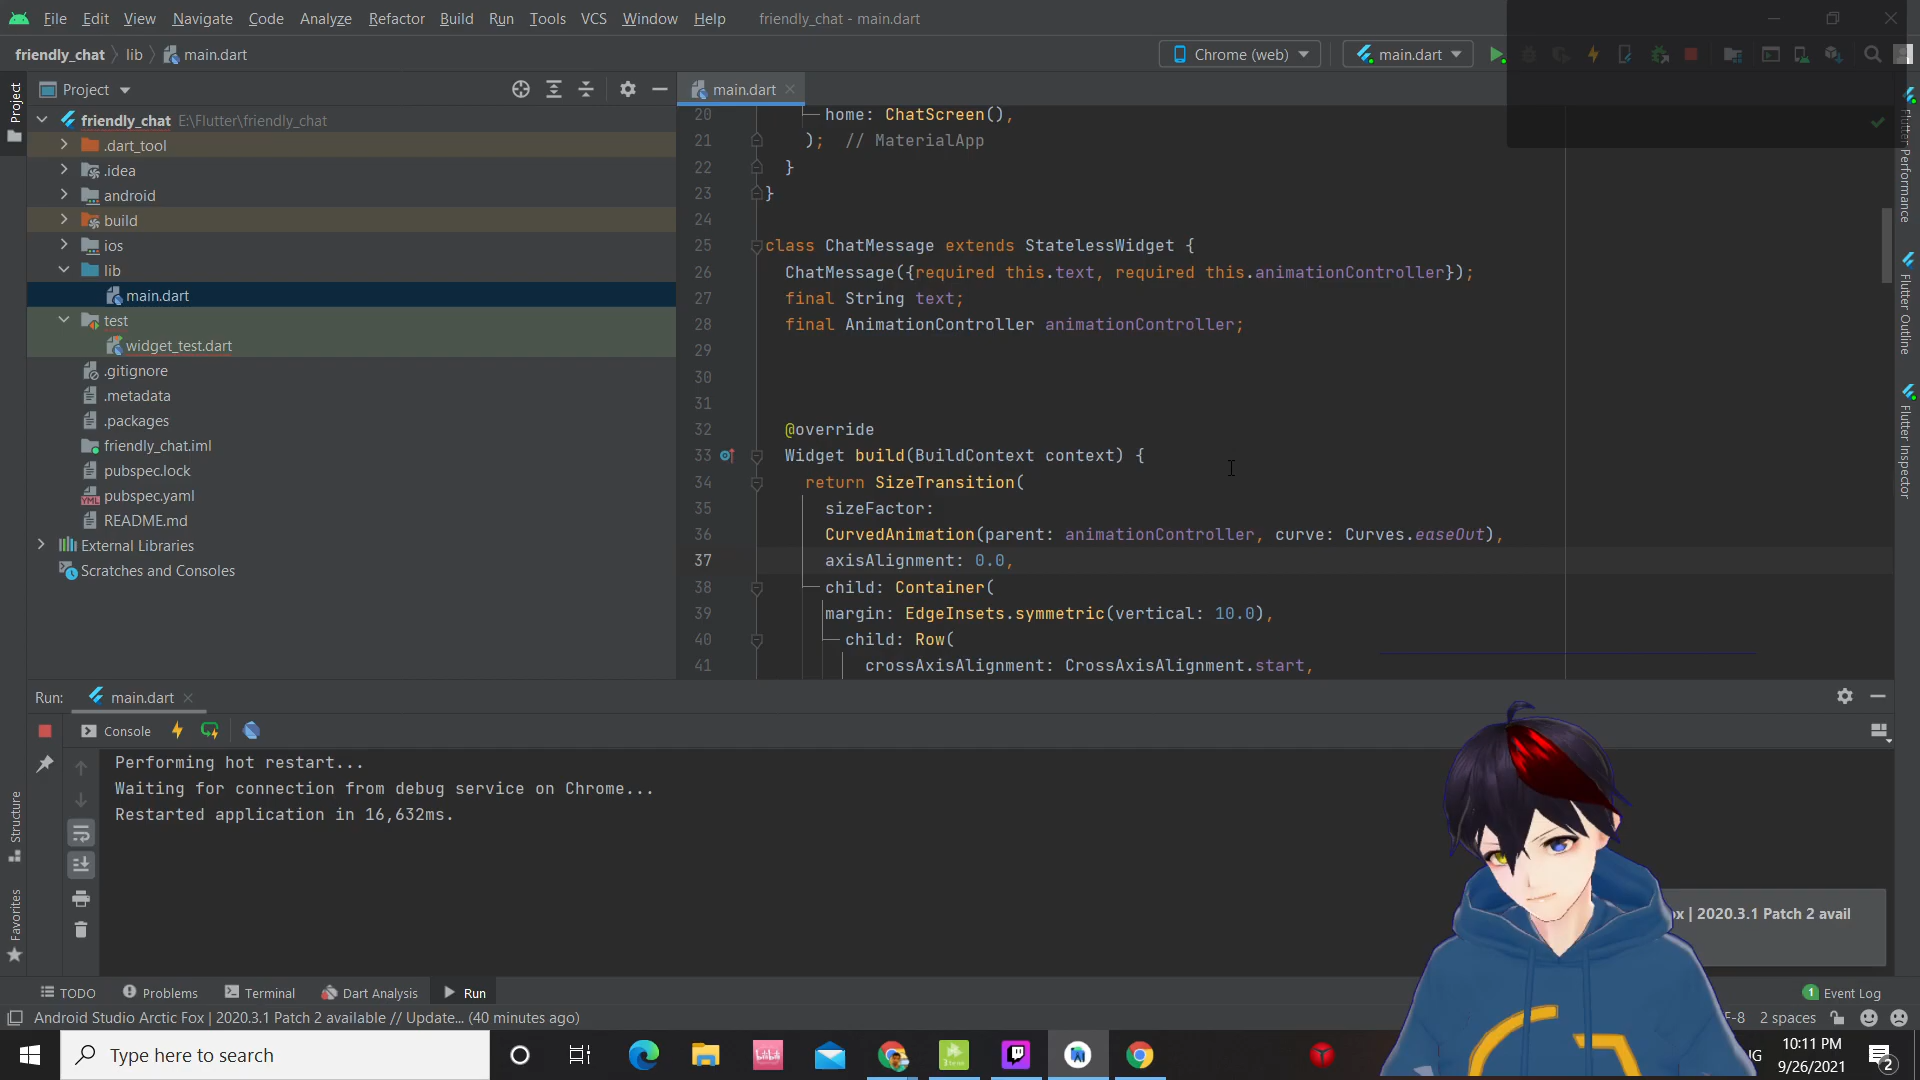 File Edit View Navigate Code Analyze Refactor Build Run Tools VCS Window Help friendly_chat - main.dart
friendly_chat lib main.dart Chrome (web) main.dart
Project main.dart
20 home: ChatScreen(),
21 ); // MaterialApp
22 }
23 }
24
25 class ChatMessage extends StatelessWidget {
26 ChatMessage({required this.text, required this.animationController});
27 final String text;
28 final AnimationController animationController;
29
30
31
32 @override
33 Widget build(BuildContext context) {
34 return SizeTransition(
35 sizeFactor:
36 CurvedAnimation(parent: animationController, curve: Curves.easeOut),
37 axisAlignment: 0.0,
38 child: Container(
39 margin: EdgeInsets.symmetric(vertical: 10.0),
40 child: Row(
41 crossAxisAlignment: CrossAxisAlignment.start,
friendly_chat E:\Flutter\friendly_chat
.dart_tool
.idea
android
build
ios
lib
main.dart
test
widget_test.dart
.gitignore
.metadata
.packages
friendly_chat.iml
pubspec.lock
pubspec.yaml
README.md
External Libraries
Scratches and Consoles
Project
Structure
Favorites
Flutter Performance
Flutter Outline
Flutter Inspector
Run: main.dart
Console
Performing hot restart...
Waiting for connection from debug service on Chrome...
Restarted application in 16,632ms.
| 2020.3.1 Patch 2 avail
TODO Problems Terminal Dart Analysis Run 1 Event Log
Android Studio Arctic Fox | 2020.3.1 Patch 2 available // Update... (40 minutes ago) F-8 2 spaces
Type here to search
10:11 PM
9/26/2021
2